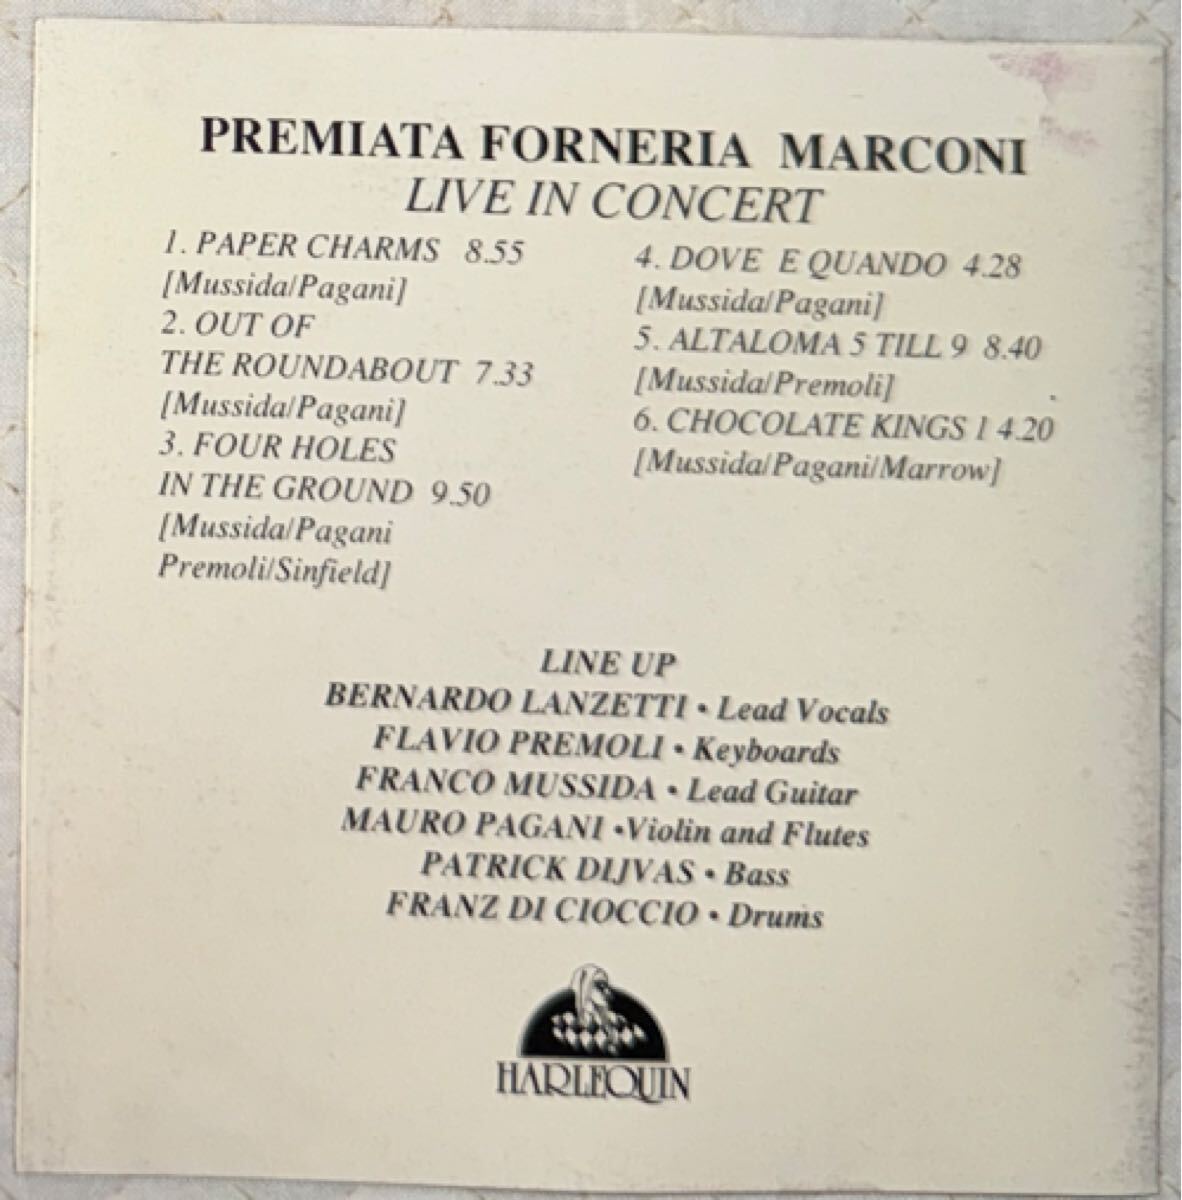 PREMIATA FORNERIA MARCONI
LIVE IN CONCERT
1. PAPER CHARMS 8.55
[Mussida/Pagani]
2. OUT OF
THE ROUNDABOUT 7.33
[Mussida/Pagani]
3. FOUR HOLES
IN THE GROUND 9.50
[Mussida/Pagani
Premoli/Sinfield]
4. DOVE E QUANDO 4.28
[Mussida/Pagani]
5. ALTALOMA 5 TILL 9 8.40
[Mussida/Premoli]
6. CHOCOLATE KINGS 1 4.20
[Mussida/Pagani/Marrow]
LINE UP
BERNARDO LANZETTI • Lead Vocals
FLAVIO PREMOLI • Keyboards
FRANCO MUSSIDA • Lead Guitar
MAURO PAGANI •Violin and Flutes
PATRICK DIJVAS • Bass
FRANZ DI CIOCCIO • Drums
HARLEQUIN